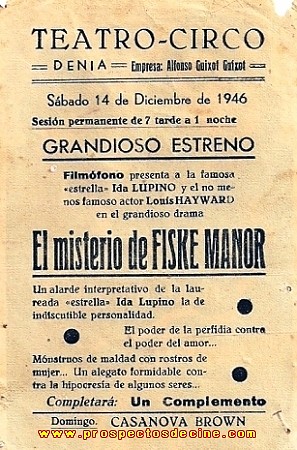 TEATRO-CIRCO
DENIA Empresa: Alfonso Guixot Guixot
Sábado 14 de Diciembre de 1946
Sesión permanente de 7 tarde a 1 noche
GRANDIOSO ESTRENO
Filmófono presenta a la famosa
«estrella» Ida LUPINO y el no me-
nos famoso actor Louis HAYWARD
en el grandioso drama
El misterio de FISKE MANOR
Un alarde interpretativo de la lau-
reada «estrella» Ida Lupino la de
indiscutible personalidad.
El poder de la perfidia contra
el poder del amor...
Mónstruos de maldad con rostros de
mujer... Un alegato formidable con-
tra la hipocresía de algunos seres...
Completará: Un Complemento
Domingo. CASANOVA BROWN
www.prospectosdecine.com